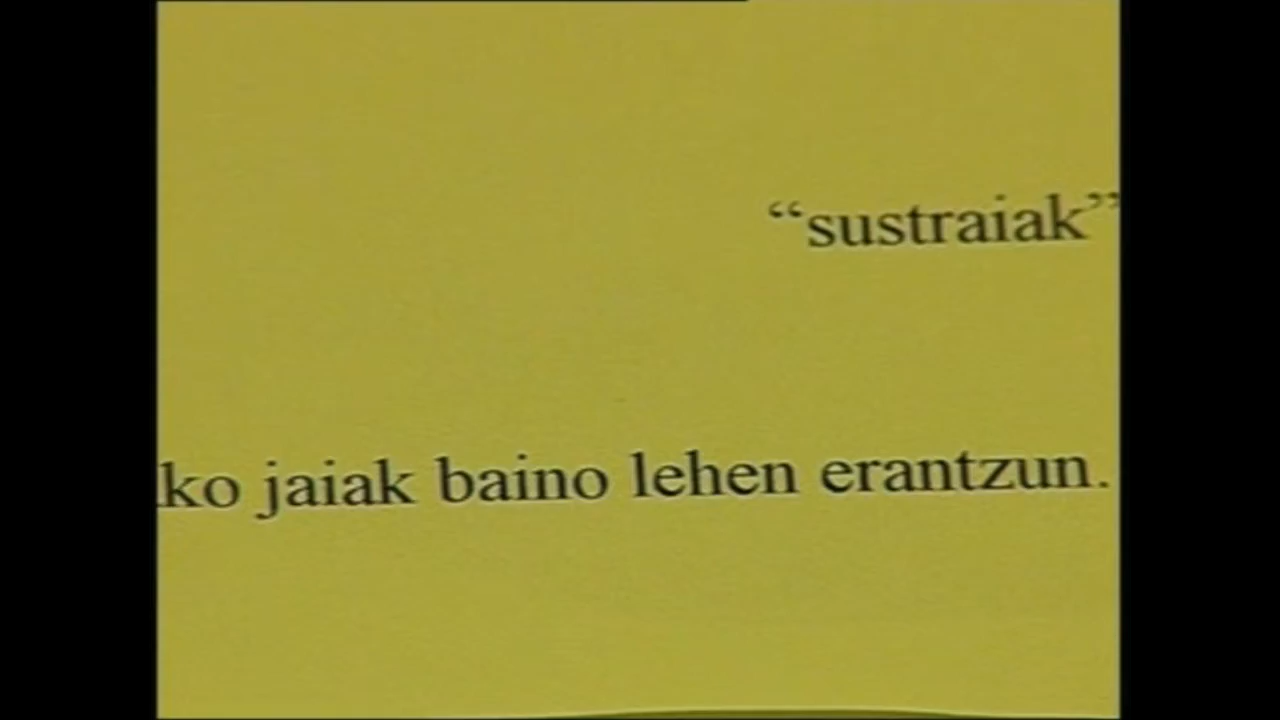 “sustraiak”
ko jaiak baino lehen erantzun.